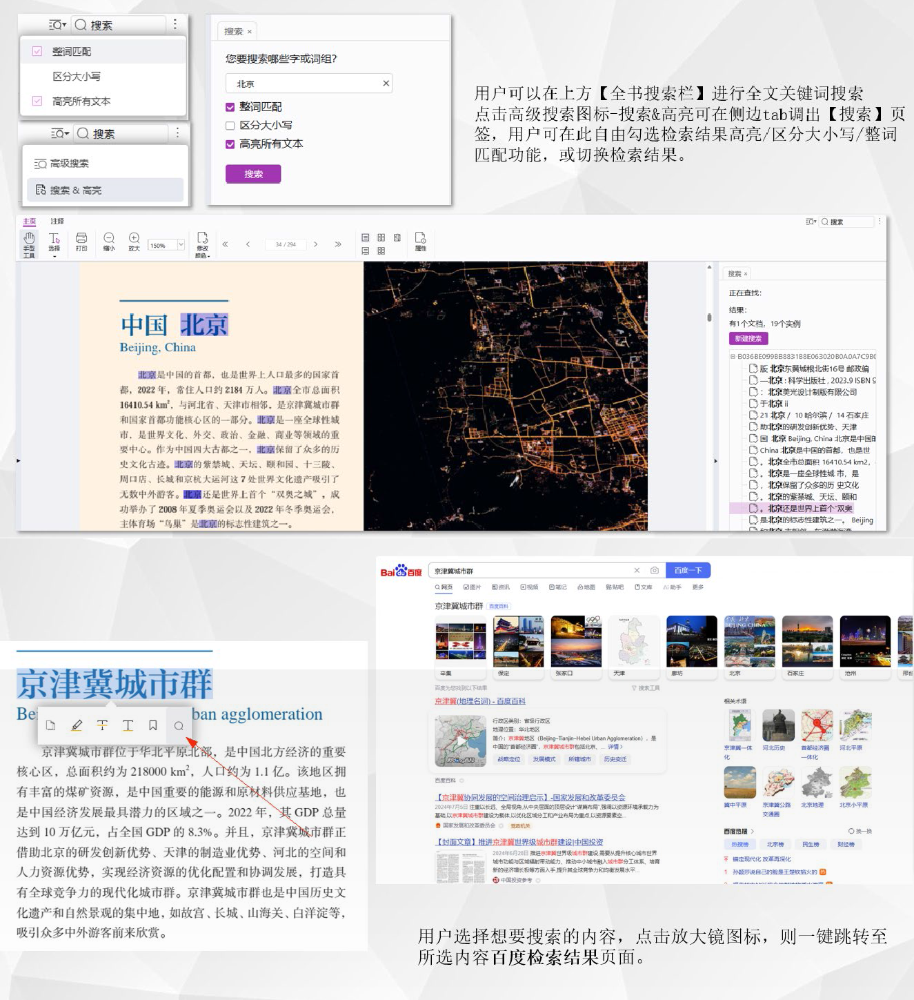 搜索
整词匹配
区分大小写
高亮所有文本
搜索
高级搜索
搜索 & 高亮
搜索 ×
您要搜索哪些字或词组?
北京
整词匹配
区分大小写
高亮所有文本
搜索
用户可以在上方【全书搜索栏】进行全文关键词搜索
点击高级搜索图标-搜索&高亮可在侧边tab调出【搜索】页
签，用户可在此自由勾选检索结果高亮/区分大小写/整词
匹配功能，或切换检索结果。
主页 注释
搜索
手型工具 选择 打印 缩小 放大 150% 修改颜色 34 / 294 属性
中国 北京
Beijing, China
北京是中国的首都，也是世界上人口最多的国家首
都，2022 年，常住人口约 2184 万人。北京全市总面积
16410.54 km²，与河北省、天津市相邻，是京津冀城市群
和国家首都功能核心区的一部分。北京是一座全球性城
市，是世界文化、外交、政治、金融、商业等领域的重
要中心。作为中国四大古都之一，北京保留了众多的历
史文化古迹。北京的紫禁城、天坛、颐和园、十三陵、
周口店、长城和京杭大运河这 7 处世界文化遗产吸引了
无数中外游客。北京还是世界上首个“双奥之城”，成
功举办了 2008 年夏季奥运会以及 2022 年冬季奥运会，
主体育场“鸟巢”是北京的标志性建筑之一。
搜索 ×
正在查找:
结果:
有1个文档，19个实例
新建搜索
版 北京东黄城根北街16号 邮政编
—北京 : 科学出版社 , 2023.9 ISBN 9
：北京美光设计制版有限公司
于北京 ii
21 北京 / 10 哈尔滨 / 14 石家庄
助北京的研发创新优势、天津
国 北京 Beijing, China 北京是中国的
China 北京是中国的首都，也是世
。北京全市总面积 16410.54 km2,
。北京是一座全球性城 市，是
，北京保留了众多的历 史文化
。北京的紫禁城、天坛、颐和
。北京还是世界上首个“双奥
是北京的标志性建筑之一。 Beijing
Bai du 百度
京津冀城市群
百度一下
网页 图片 资讯 视频 笔记 地图 贴吧 文库 助手 更多
京津冀城市群 百度百科
辛集 保定 张家口 天津 廊坊 北京 石家庄 沧州
百度为您找到以下结果
搜索工具
京津冀(地理名词) - 百度百科
行政区类别：省级行政区
地理位置：华北地区
简介：京津冀地区（Beijing-Tianjin-Hebei Urban Agglomeration），是
中国的“首都经济圈”，京津冀城市群包括北京、... 详情
战略定位 发展模式 所辖城市 历史变迁
百度百科
【京津冀协同发展的空间治理启示】-国家发展和改革委员会
2024年7月5日 注重以长远、全局视角,从中央层面的顶层设计“谋篇布局”,强调以资源环境承载力为
基础,以京津冀城市群建设为载体,以优化区域分工和产业布局为重点,以资源要素空...
国家发展和改革委员会 党政机关
【封面文章】推进京津冀世界级城市群建设|中国投资
2024年6月26日 推进京津冀世界级城市群建设,需要从提升核心城市世界
城市功能与区域辐射带动能力、推动中小城市融入城市群分工体系、培育
新的经济增长极等方面入手,提升其全球竞争力和均衡发展水平...
中国投资参考
相关术语
京津冀一体化 河北历史 首都经济圈一体化 河北平原
冀中平原 京津冀公路交通圈 北京地理 北京小平原
百度热搜 换一换
热搜榜 北京榜 民生榜 财经榜
锚定现代化 改革再深化
1 孙颖莎说自己的脸是王楚钦掐火的 热
京津冀城市群
Be
ban agglomeration
京津冀城市群位于华北平原北部，是中国北方经济的重要
核心区，总面积约为 218000 km²，人口约为 1.1 亿。该地区拥
有丰富的煤矿资源，是中国重要的能源和原材料供应基地，也
是中国经济发展最具潜力的区域之一。2022 年，其 GDP 总量
达到 10 万亿元，占全国 GDP 的 8.3%。并且，京津冀城市群正
借助北京的研发创新优势、天津的制造业优势、河北的空间和
人力资源优势，实现经济资源的优化配置和协调发展，打造具
有全球竞争力的现代化城市群。京津冀城市群也是中国历史文
化遗产和自然景观的集中地，如故宫、长城、山海关、白洋淀等，
吸引众多中外游客前来欣赏。
用户选择想要搜索的内容，点击放大镜图标，则一键跳转至
所选内容百度检索结果页面。